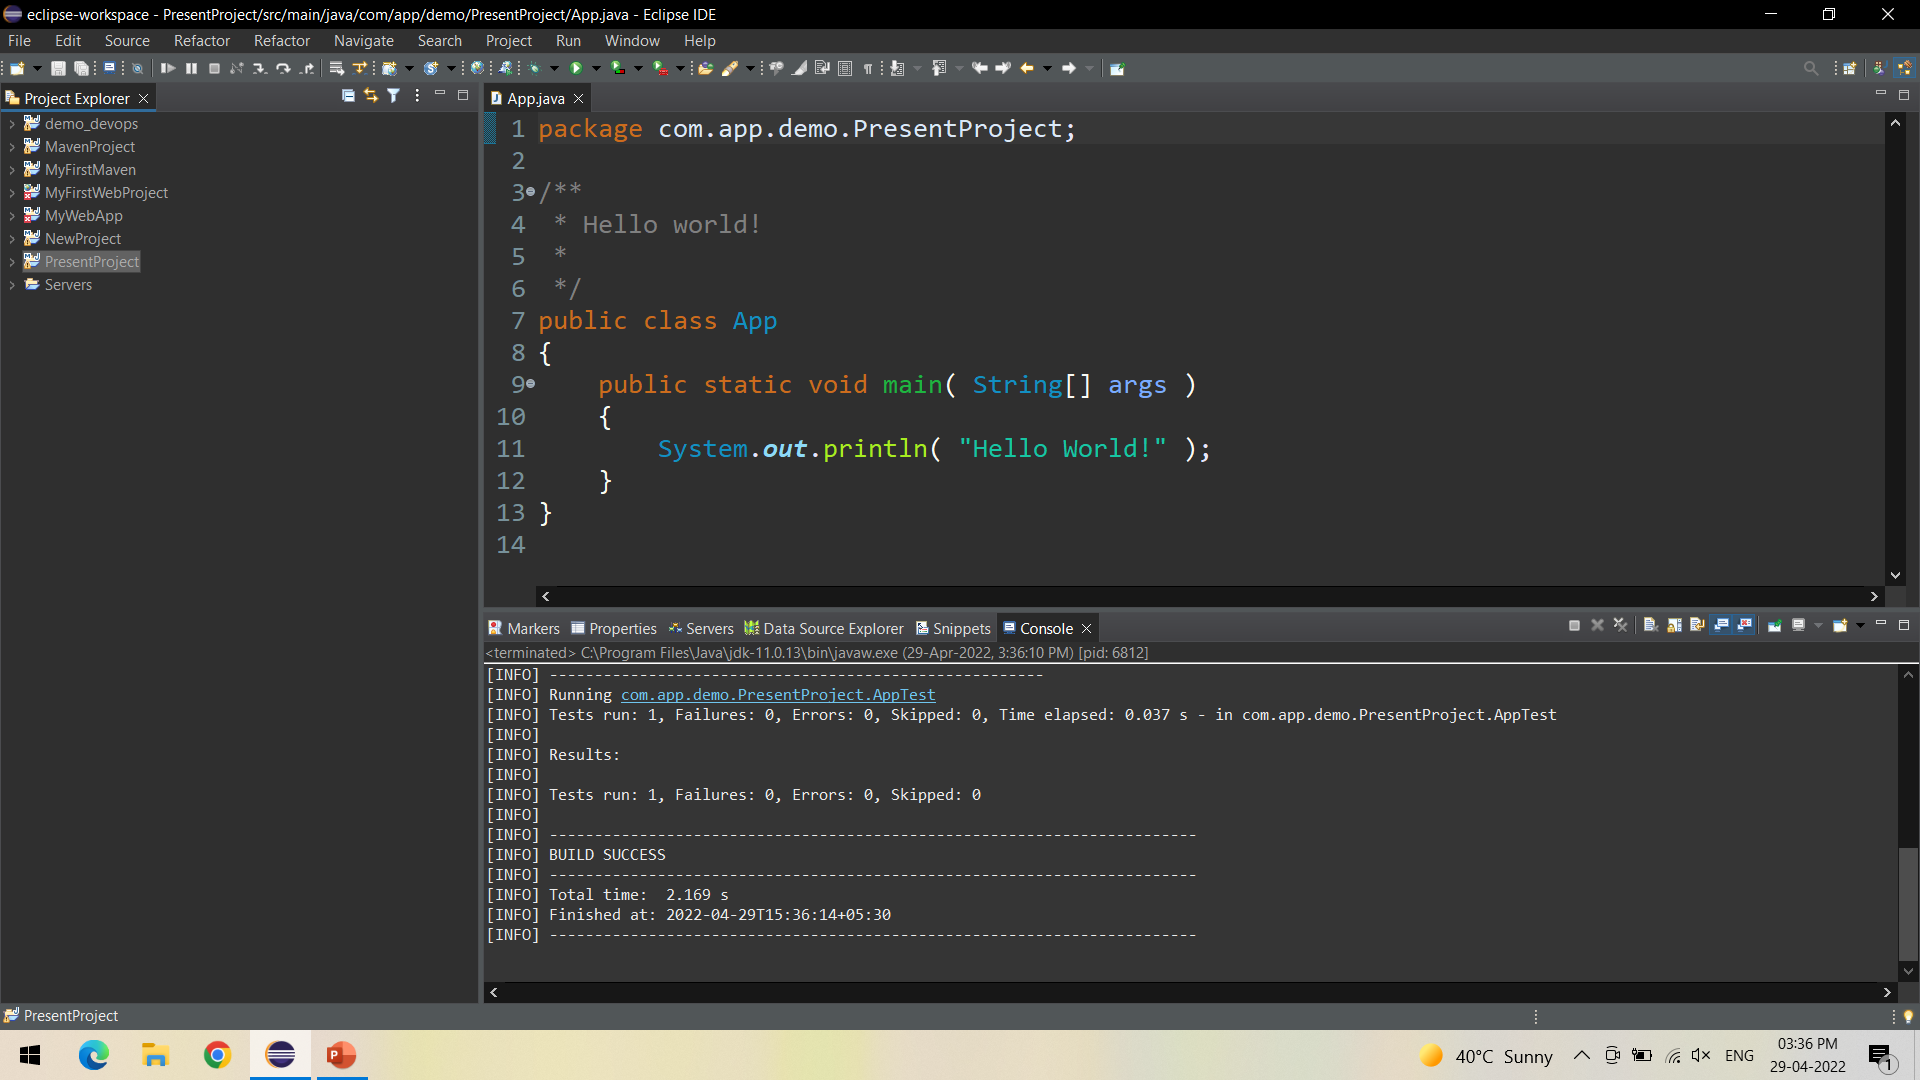 eclipse-workspace - PresentProject/src/main/java/com/app/demo/PresentProject/App.java - Eclipse IDE
File Edit Source Refactor Refactor Navigate Search Project Run Window Help
Project Explorer
demo_devops
MavenProject
MyFirstMaven
MyFirstWebProject
MyWebApp
NewProject
PresentProject
Servers
App.java
1 package com.app.demo.PresentProject;
2
3 /**
4  * Hello world!
5  *
6  */
7 public class App
8 {
9     public static void main( String[] args )
10     {
11         System.out.println( "Hello World!" );
12     }
13 }
14
Markers Properties Servers Data Source Explorer Snippets Console
<terminated> C:\Program Files\Java\jdk-11.0.13\bin\javaw.exe (29-Apr-2022, 3:36:10 PM) [pid: 6812]
[INFO] -------------------------------------------------------
[INFO] Running com.app.demo.PresentProject.AppTest
[INFO] Tests run: 1, Failures: 0, Errors: 0, Skipped: 0, Time elapsed: 0.037 s - in com.app.demo.PresentProject.AppTest
[INFO]
[INFO] Results:
[INFO]
[INFO] Tests run: 1, Failures: 0, Errors: 0, Skipped: 0
[INFO]
[INFO] ------------------------------------------------------------------------
[INFO] BUILD SUCCESS
[INFO] ------------------------------------------------------------------------
[INFO] Total time:  2.169 s
[INFO] Finished at: 2022-04-29T15:36:14+05:30
[INFO] ------------------------------------------------------------------------
PresentProject
40°C Sunny
ENG
03:36 PM
29-04-2022
1